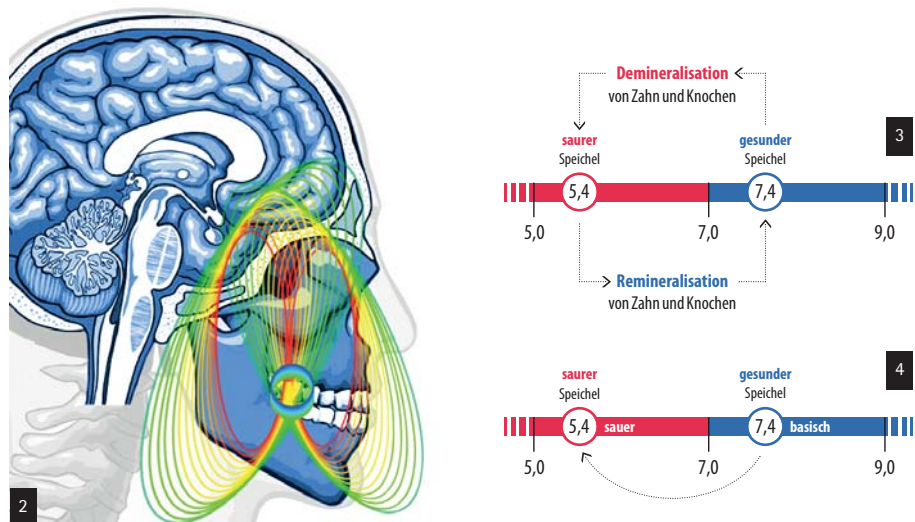 2
Demineralisation
von Zahn und Knochen
saurer
Speichel
gesunder
Speichel
3
5,4
7,4
5,0
7,0
9,0
Remineralisation
von Zahn und Knochen
saurer
Speichel
gesunder
Speichel
4
5,4
sauer
7,4
basisch
5,0
7,0
9,0